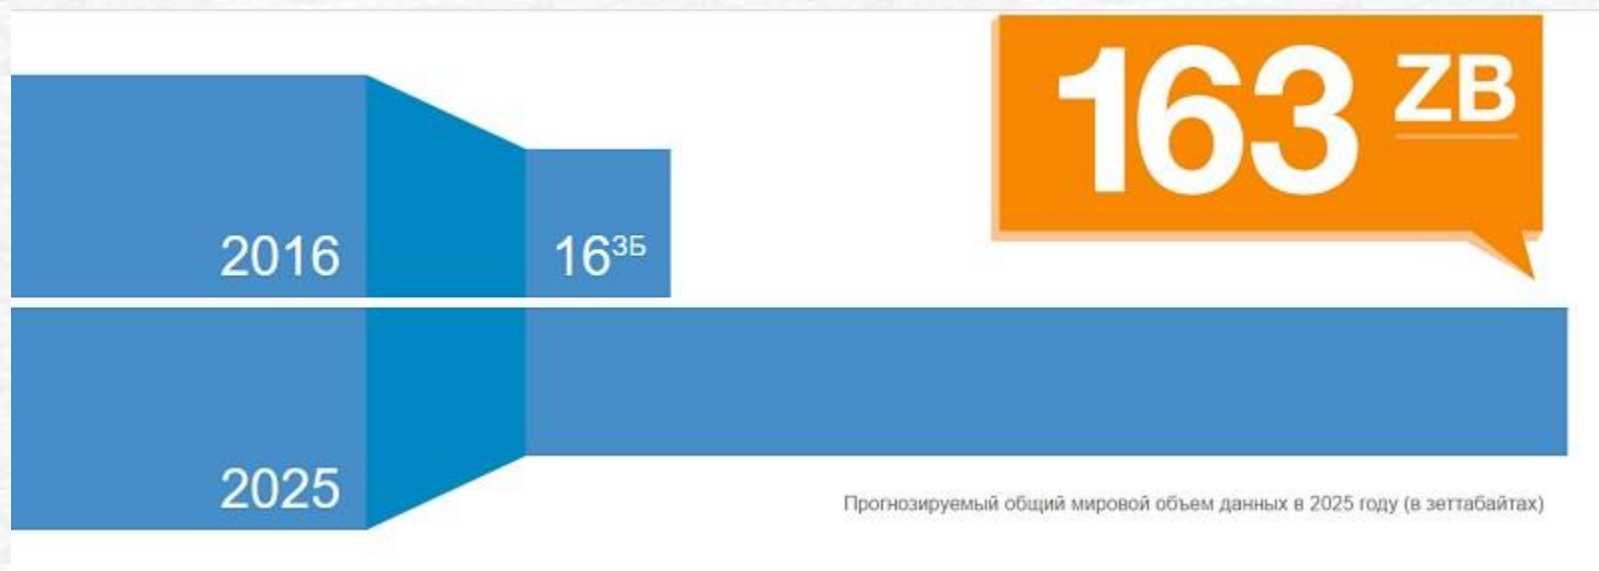 163 ZB
2016
16ЗБ
2025
Прогнозируемый общий мировой объем данных в 2025 году (в зеттабайтах)